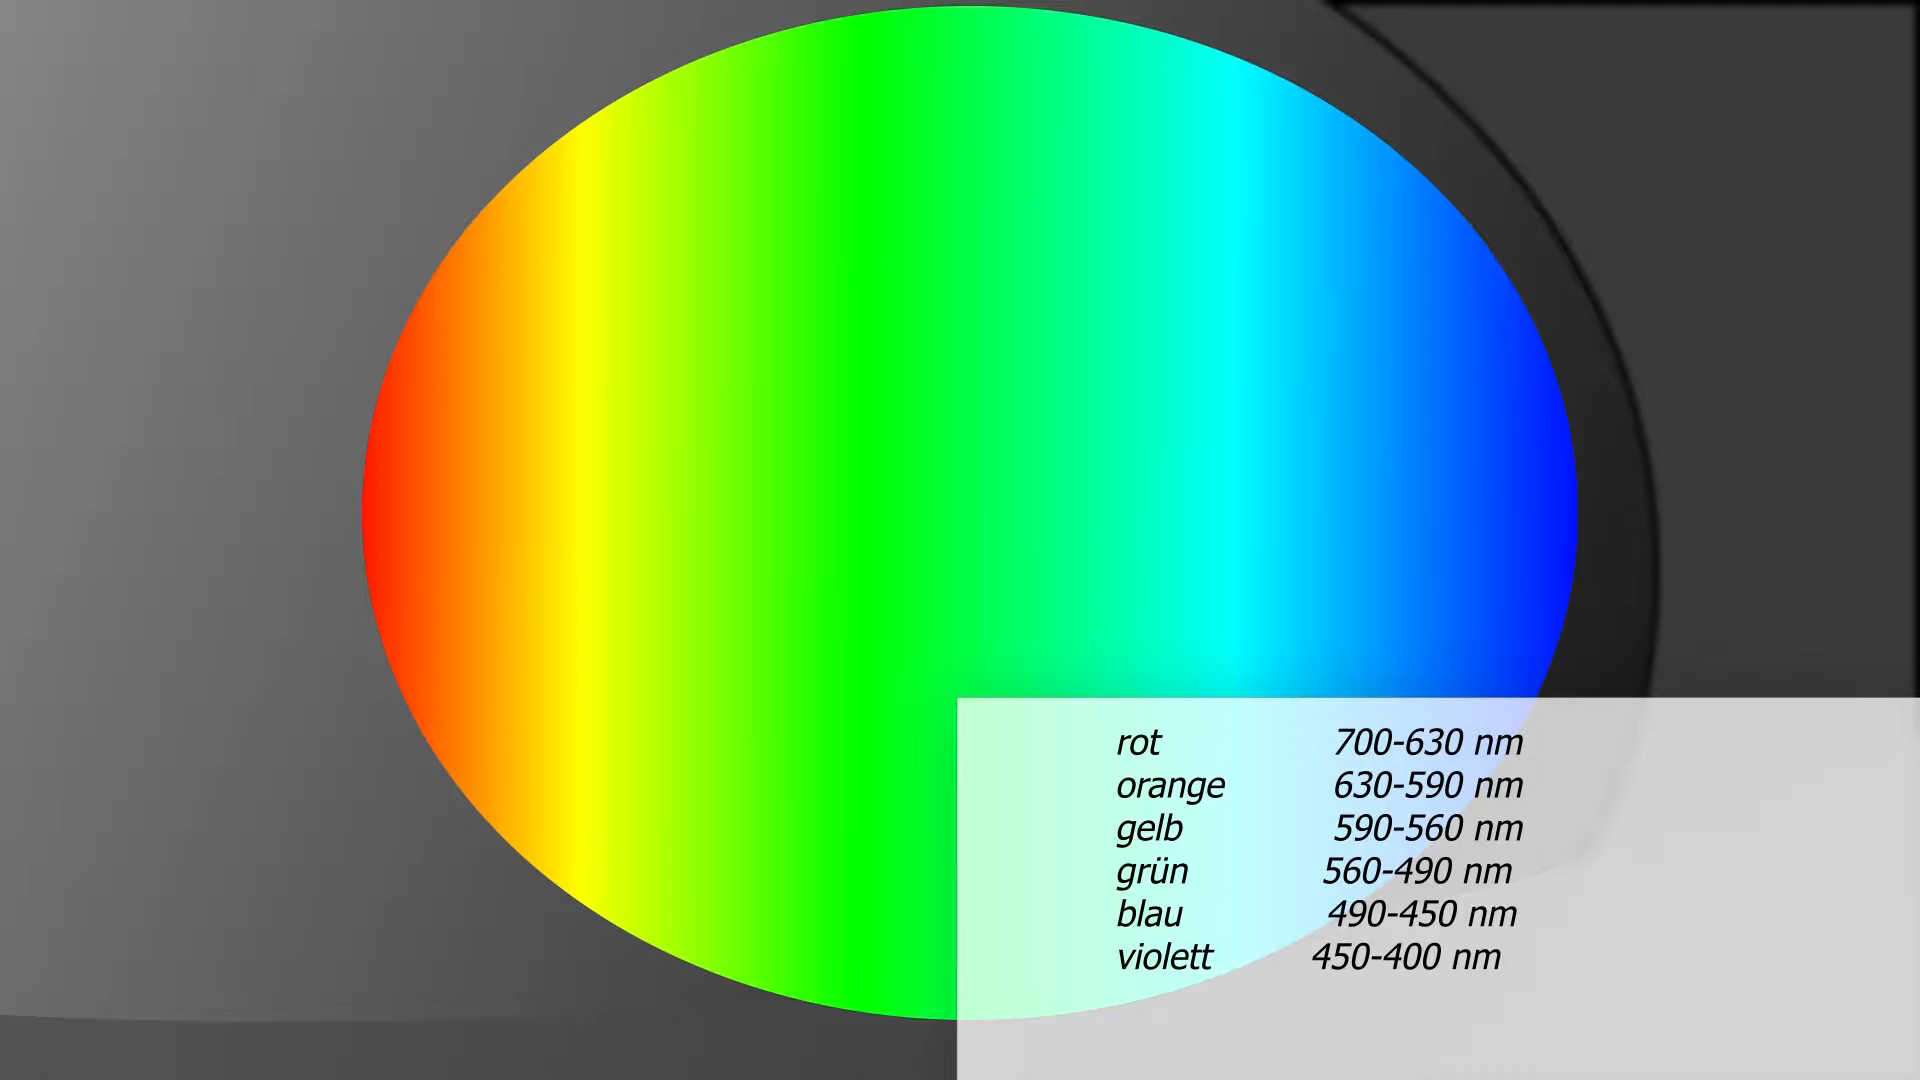 rot 700-630 nm
orange 630-590 nm
gelb 590-560 nm
grün 560-490 nm
blau 490-450 nm
violett 450-400 nm